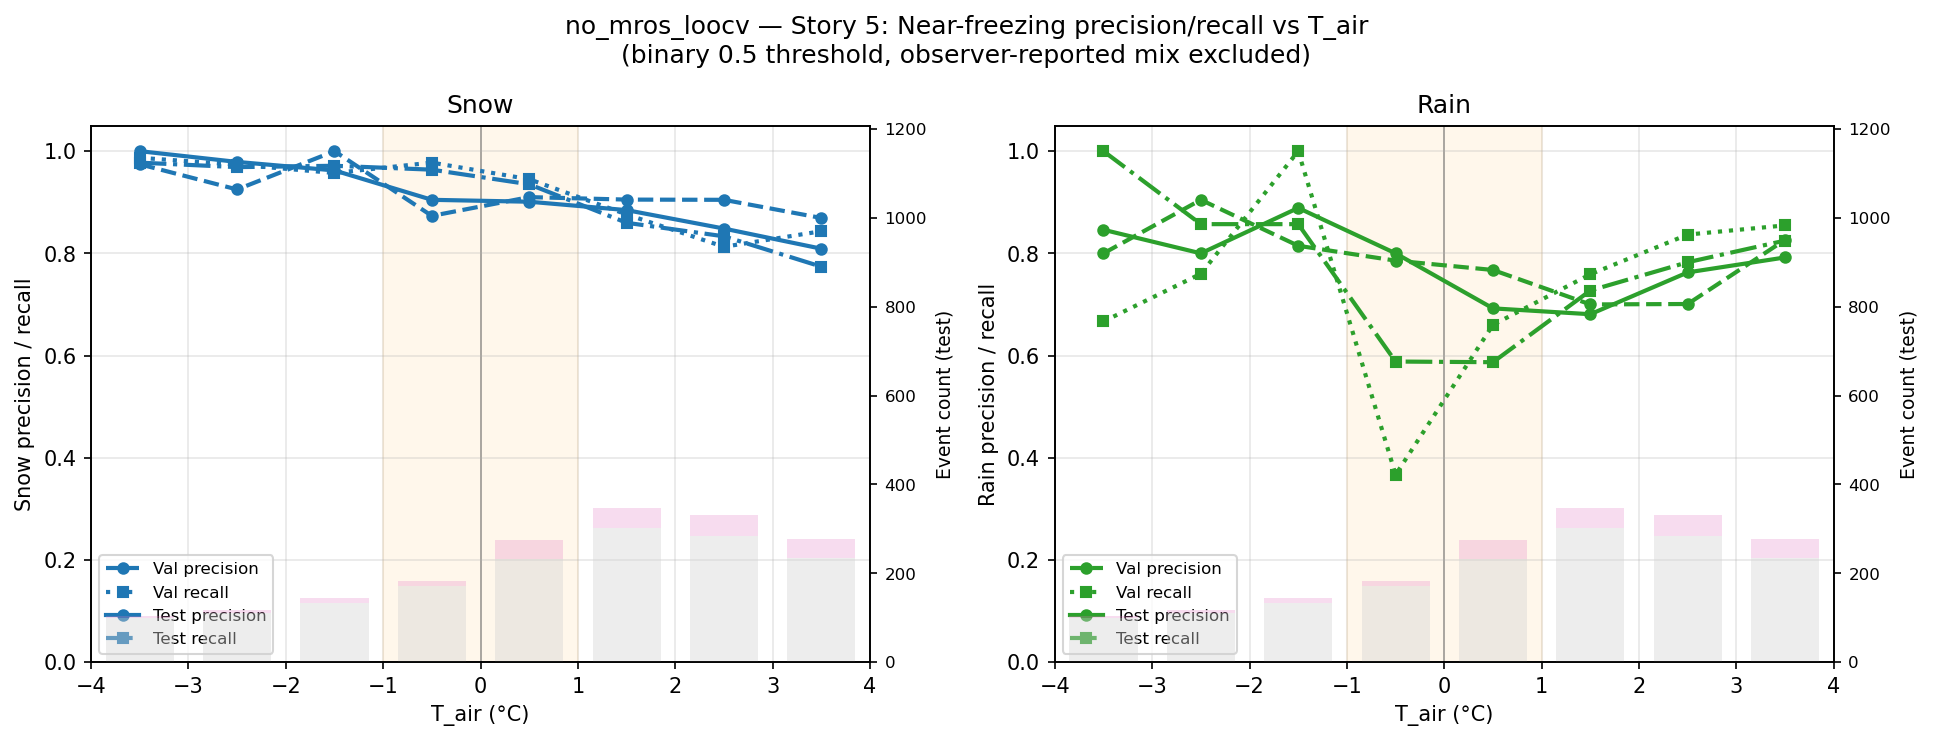 no_mros_loocv — Story 5: Near-freezing precision/recall vs T_air
(binary 0.5 threshold, observer-reported mix excluded)
Snow
Snow precision / recall
1.0
0.8
0.6
0.4
0.2
0.0
1200
1000
800
600
400
200
0
Event count (test)
Val precision
Val recall
Test precision
Test recall
−4
−3
−2
−1
0
1
2
3
4
T_air (°C)
Rain
Rain precision / recall
1.0
0.8
0.6
0.4
0.2
0.0
1200
1000
800
600
400
200
0
Event count (test)
Val precision
Val recall
Test precision
Test recall
−4
−3
−2
−1
0
1
2
3
4
T_air (°C)